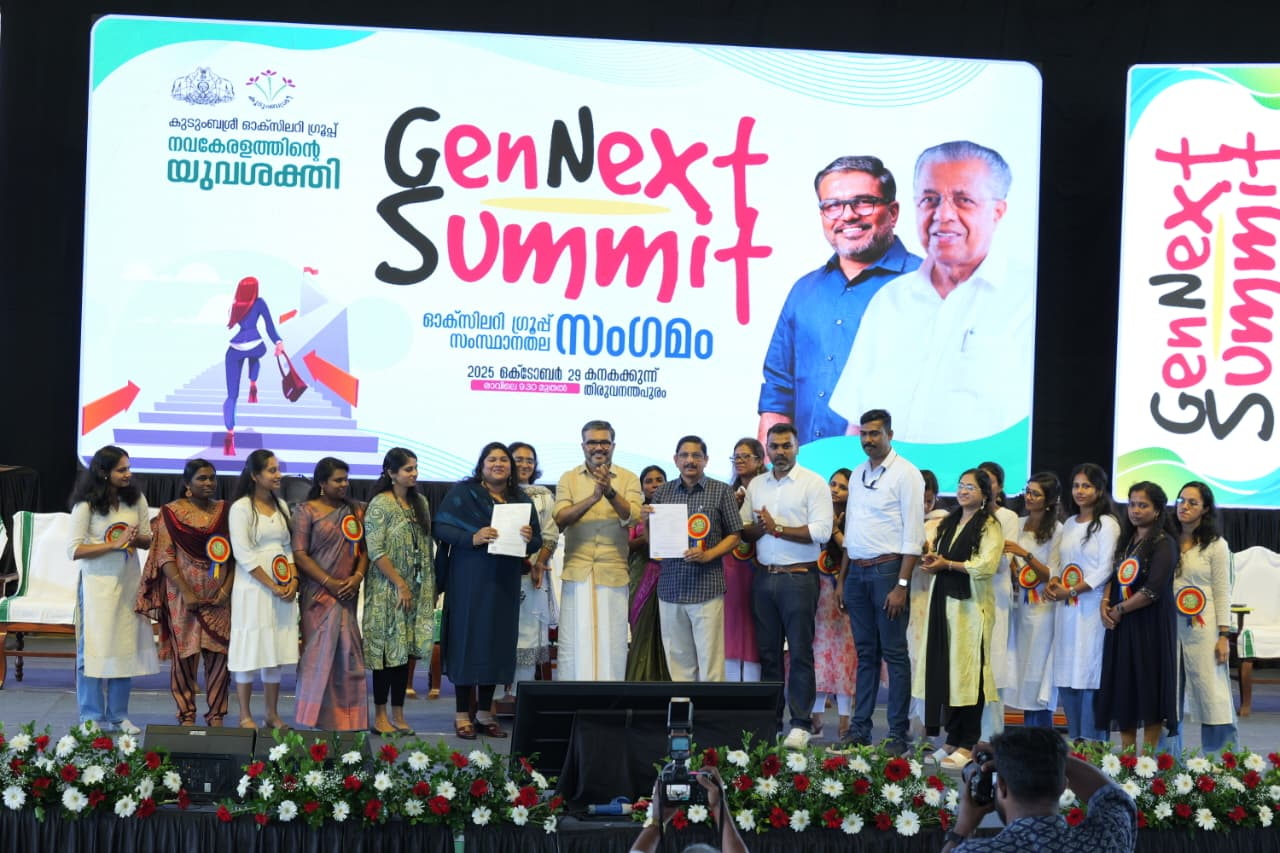 കുടുംബശ്രീ
കുടുംബശ്രീ ഓക്സിലറി ഗ്രൂപ്പ്
നവകേരളത്തിന്റെ
യുവശക്തി
GenNext
Summit
ഓക്സിലറി ഗ്രൂപ്പ്
സംസ്ഥാനതല സംഗമം
2025 ഒക്ടോബർ 29 കനകക്കുന്ന്
രാവിലെ 9.30 മുതൽ തിരുവനന്തപുരം
GenNext
Summit